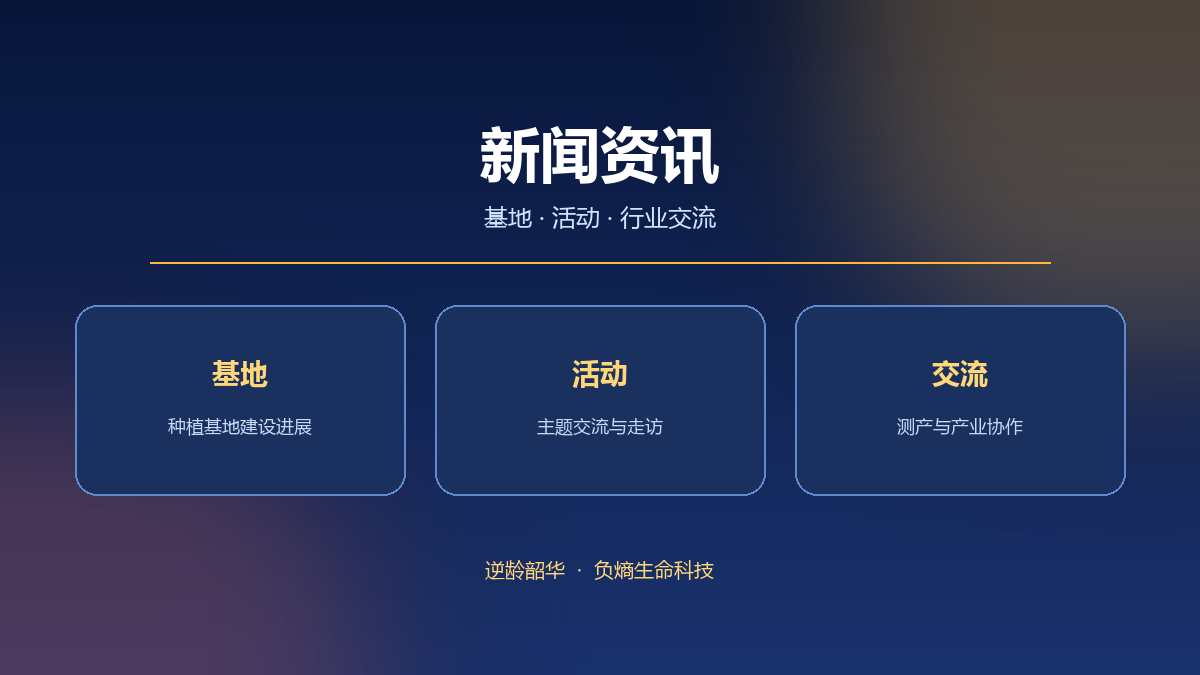 新闻资讯
基地 · 活动 · 行业交流
基地
种植基地建设进展
活动
主题交流与走访
交流
测产与产业协作
逆龄韶华 · 负熵生命科技